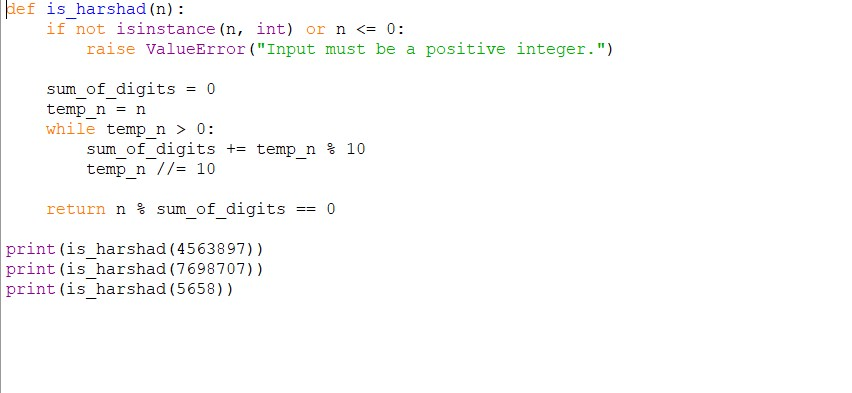 def is_harshad(n):
    if not isinstance(n, int) or n <= 0:
        raise ValueError("Input must be a positive integer.")
    sum_of_digits = 0
    temp_n = n
    while temp_n > 0:
        sum_of_digits += temp_n % 10
        temp_n //= 10
    return n % sum_of_digits == 0
print(is_harshad(4563897))
print(is_harshad(7698707))
print(is_harshad(5658))